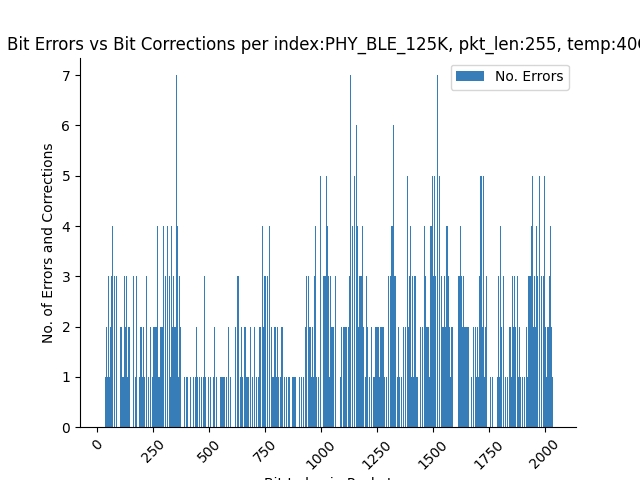 Bit Errors vs Bit Corrections per index:PHY_BLE_125K, pkt_len:255, temp:40
No. Errors
No. of Errors and Corrections
7
6
5
4
3
2
1
0
0 250 500 750 1000 1250 1500 1750 2000